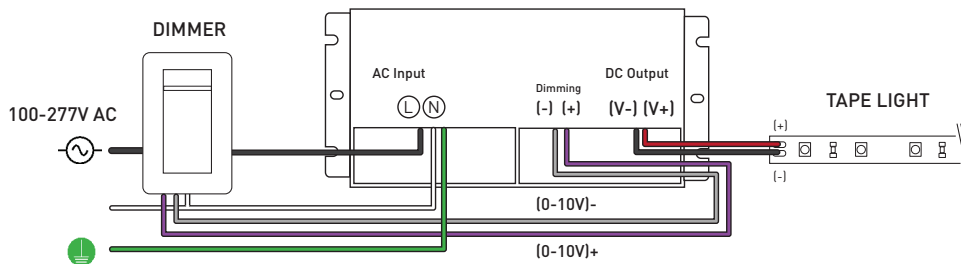 DIMMER
100-277V AC
AC Input
L N
Dimming
(-) (+)
DC Output
(V-) (V+)
TAPE LIGHT
(+)
(-)
(0-10V)-
(0-10V)+